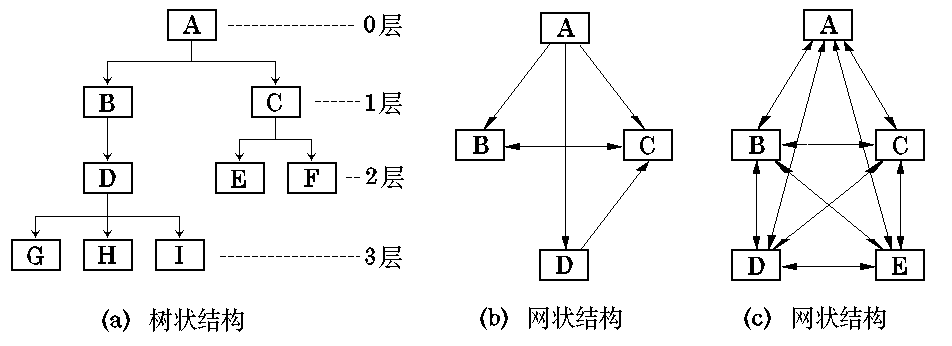 A 0层
B C 1层
D E F 2层
G H I 3层
(a) 树状结构
A
B C
D
(b) 网状结构
A
B C
D E
(c) 网状结构